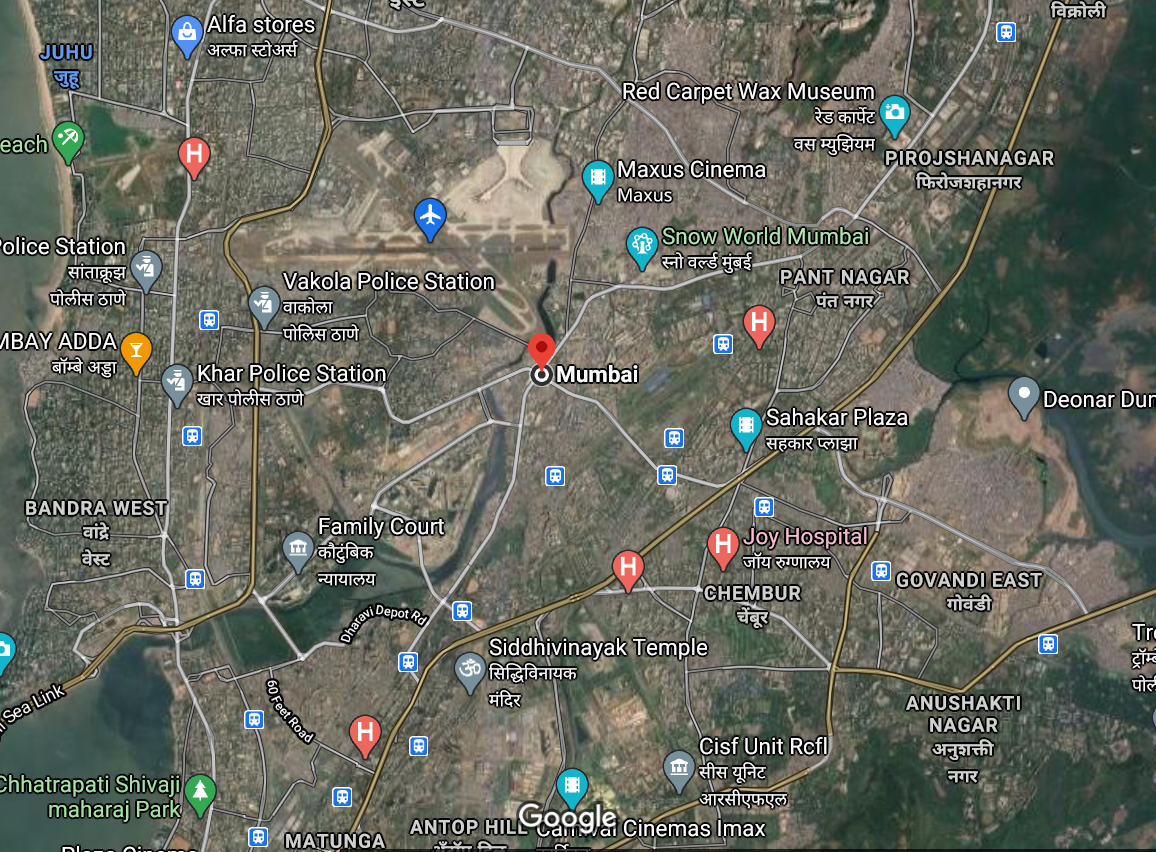 इस्ट
विक्रोली
Alfa stores
अल्फा स्टोअर्स
JUHU
जुहू
Red Carpet Wax Museum
रेड कार्पेट
वस म्युझियम
each
PIROJSHANAGAR
फिरोजशहानगर
Maxus Cinema
Maxus
Police Station
सांताक्रूझ
पोलीस ठाणे
Snow World Mumbai
स्नो वर्ल्ड मुंबई
PANT NAGAR
पंत नगर
Vakola Police Station
वाकोला
पोलिस ठाणे
MBAY ADDA
बॉम्बे अड्डा
Mumbai
Khar Police Station
खार पोलीस ठाणे
Deonar Dun
Sahakar Plaza
सहकार प्लाझा
BANDRA WEST
वांद्रे
वेस्ट
Family Court
कौटुंबिक
न्यायालय
Joy Hospital
जॉय रुग्णालय
GOVANDI EAST
गोवंडी
CHEMBUR
चेंबूर
Dharavi Depot Rd
Siddhivinayak Temple
सिद्धिविनायक
मंदिर
60 Feet Road
Sea Link
ANUSHAKTI
NAGAR
अनुशक्ती
नगर
Cisf Unit Rcfl
सीस यूनिट
आरसीएफएल
Chhatrapati Shivaji
maharaj Park
Google
MATUNGA
ANTOP HILL
Carnival Cinemas Imax